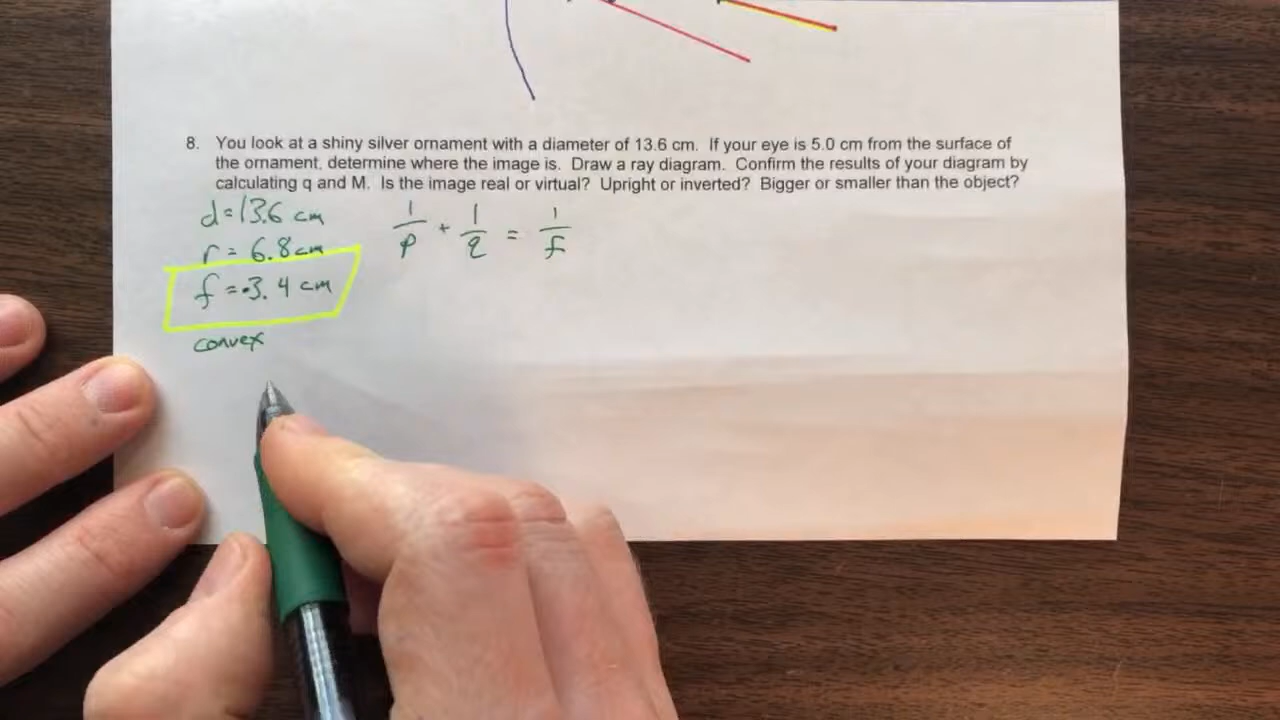 8. You look at a shiny silver ornament with a diameter of 13.6 cm. If your eye is 5.0 cm from the surface of
the ornament, determine where the image is. Draw a ray diagram. Confirm the results of your diagram by
calculating q and M. Is the image real or virtual? Upright or inverted? Bigger or smaller than the object?
d = 13.6 cm
r = 6.8 cm
f = -3.4 cm
convex
1/p + 1/q = 1/f